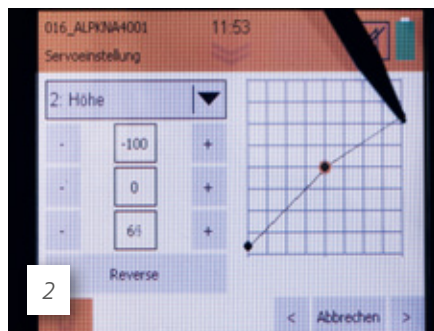 016_ALPKNA4001 11:53
Servoeinstellung
2: Höhe
- -100 +
- 0 +
- +
Reverse
2
< Abbrechen >